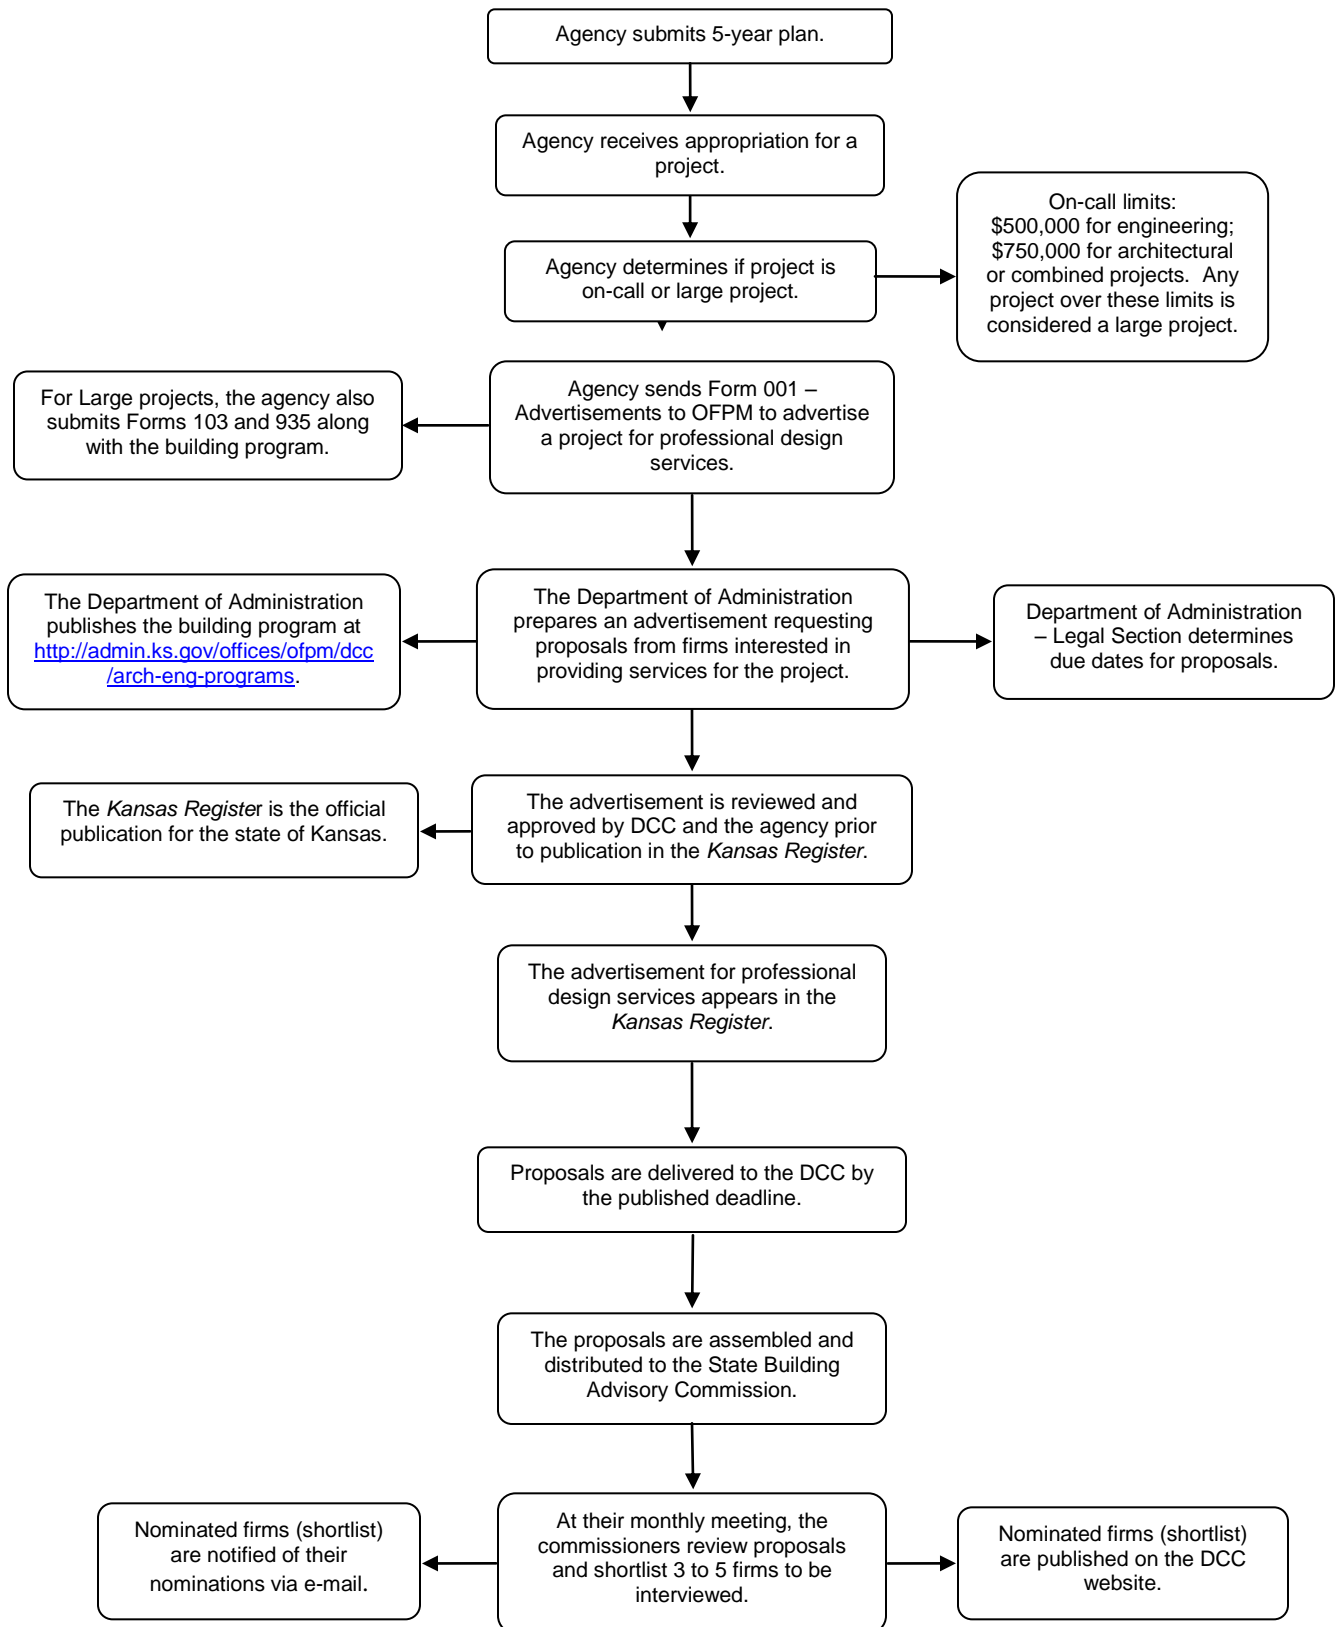 Agency submits 5-year plan.
Agency receives appropriation for a
project.
On-call limits:
$500,000 for engineering;
$750,000 for architectural
or combined projects.  Any
project over these limits is
considered a large project.
Agency determines if project is
on-call or large project.
For Large projects, the agency also
submits Forms 103 and 935 along
with the building program.
Agency sends Form 001 –
Advertisements to OFPM to advertise
a project for professional design
services.
The Department of Administration
publishes the building program at
http://admin.ks.gov/offices/ofpm/dcc
/arch-eng-programs.
The Department of Administration
prepares an advertisement requesting
proposals from firms interested in
providing services for the project.
Department of Administration
– Legal Section determines
due dates for proposals.
The Kansas Register is the official
publication for the state of Kansas.
The advertisement is reviewed and
approved by DCC and the agency prior
to publication in the Kansas Register.
The advertisement for professional
design services appears in the
Kansas Register.
Proposals are delivered to the DCC by
the published deadline.
The proposals are assembled and
distributed to the State Building
Advisory Commission.
Nominated firms (shortlist)
are notified of their
nominations via e-mail.
At their monthly meeting, the
commissioners review proposals
and shortlist 3 to 5 firms to be
interviewed.
Nominated firms (shortlist)
are published on the DCC
website.